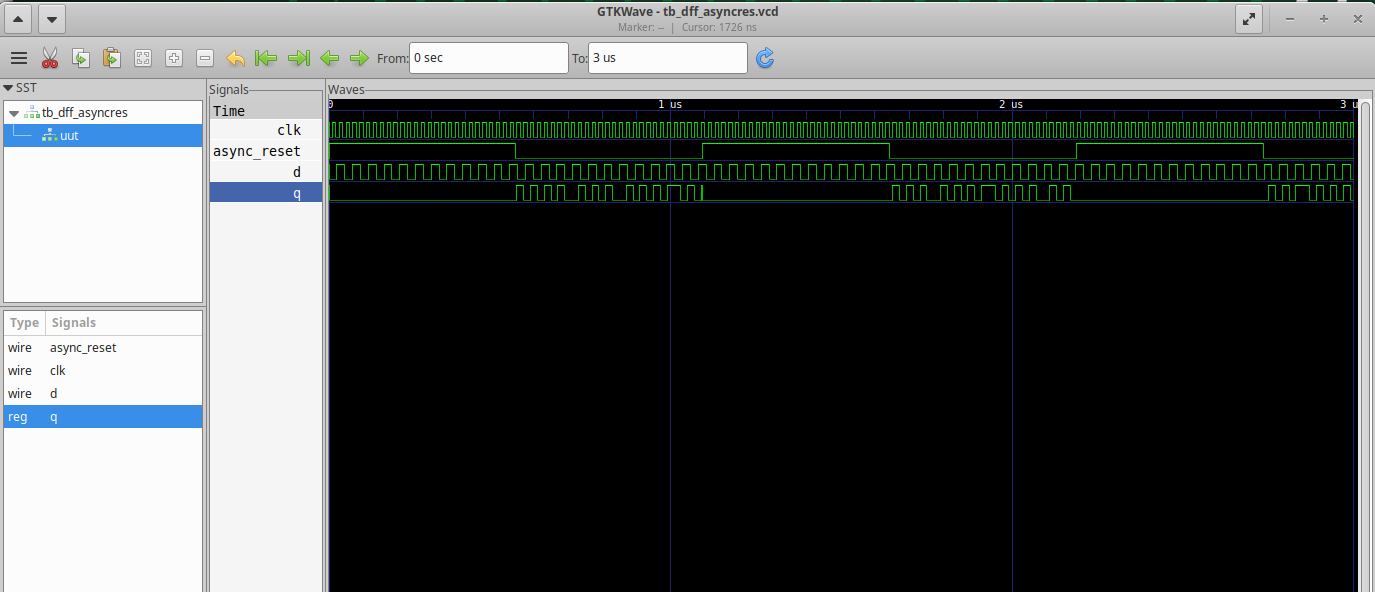 GTKWave - tb_dff_asyncres.vcd
Marker: -- | Cursor: 1726 ns
From: 0 sec To: 3 us
SST
tb_dff_asyncres
uut
Type Signals
wire async_reset
wire clk
wire d
reg q
Signals
Time
clk
async_reset
d
q
Waves
0 1 us 2 us 3 u